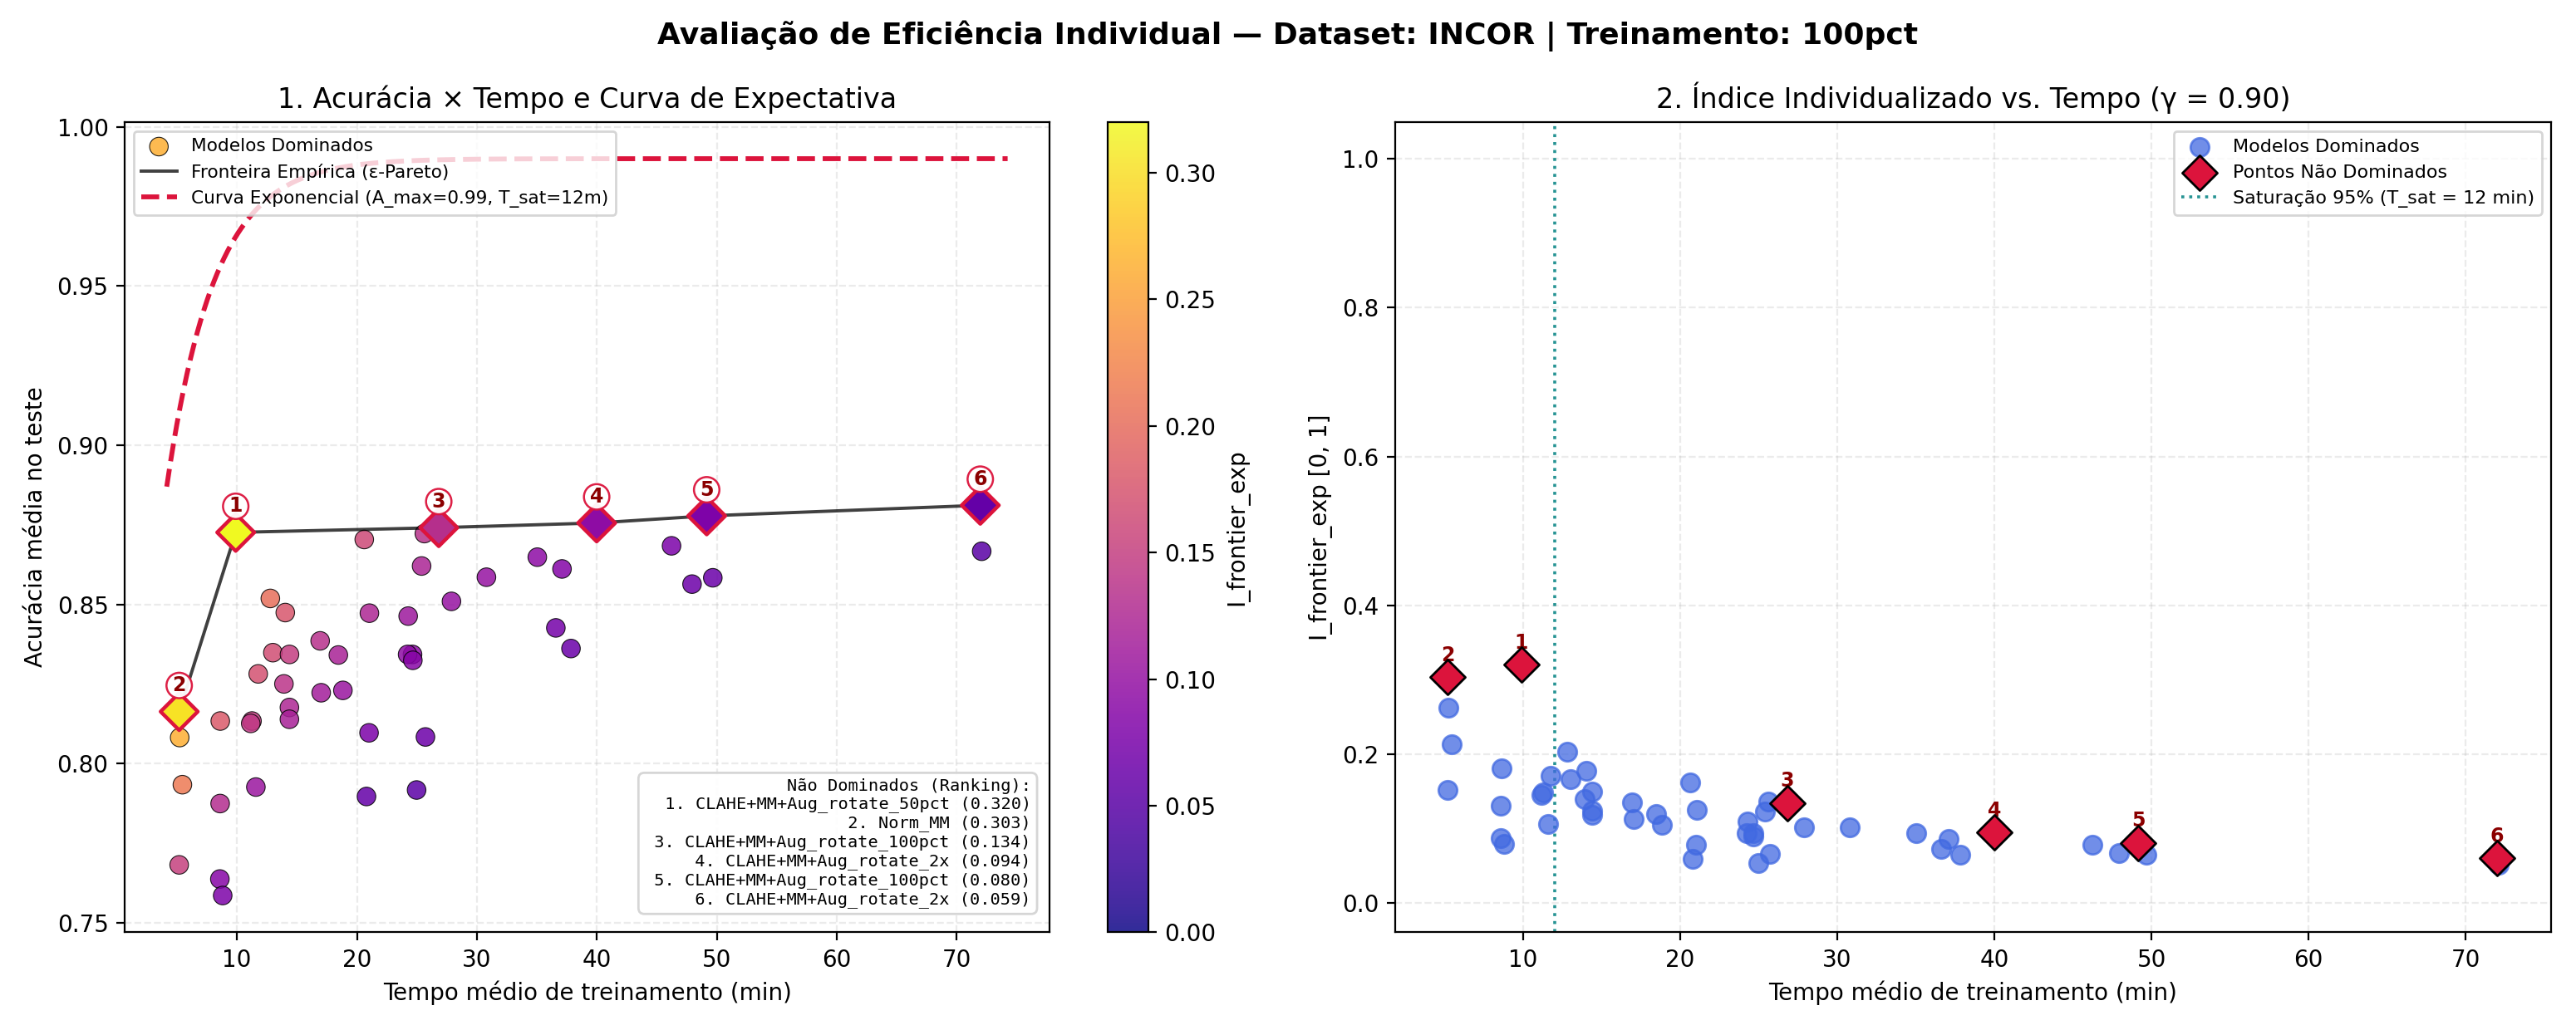 Avaliação de Eficiência Individual — Dataset: INCOR | Treinamento: 100pct
1. Acurácia × Tempo e Curva de Expectativa
Modelos Dominados
Fronteira Empírica (ε-Pareto)
Curva Exponencial (A_max=0.99, T_sat=12m)
1.00
0.95
0.90
0.85
0.80
0.75
Acurácia média no teste
1
2
3
4
5
6
Não Dominados (Ranking):
1. CLAHE+MM+Aug_rotate_50pct (0.320)
2. Norm_MM (0.303)
3. CLAHE+MM+Aug_rotate_100pct (0.134)
4. CLAHE+MM+Aug_rotate_2x (0.094)
5. CLAHE+MM+Aug_rotate_100pct (0.080)
6. CLAHE+MM+Aug_rotate_2x (0.059)
10 20 30 40 50 60 70
Tempo médio de treinamento (min)
0.30
0.25
0.20
0.15
0.10
0.05
0.00
I_frontier_exp
2. Índice Individualizado vs. Tempo (γ = 0.90)
Modelos Dominados
Pontos Não Dominados
Saturação 95% (T_sat = 12 min)
1.0
0.8
0.6
0.4
0.2
0.0
I_frontier_exp [0, 1]
2
1
3
4
5
6
10 20 30 40 50 60 70
Tempo médio de treinamento (min)